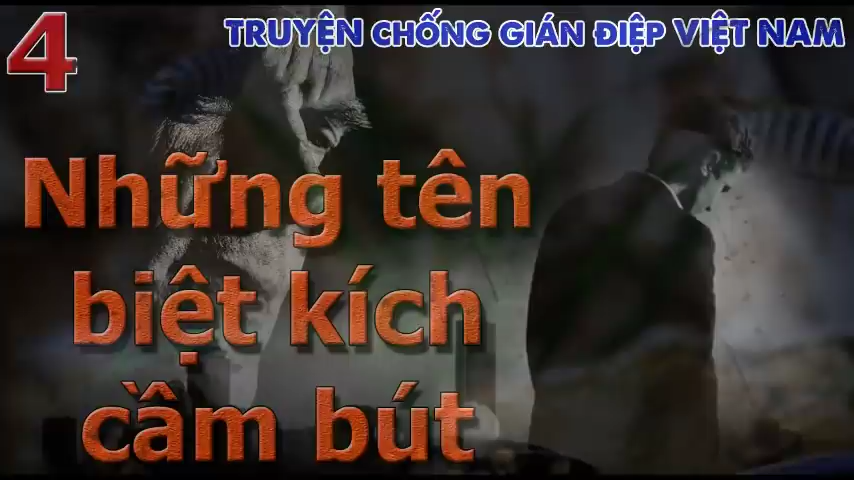 4
TRUYỆN CHỐNG GIÁN ĐIỆP VIỆT NAM
Những tên
biệt kích
cầm bút